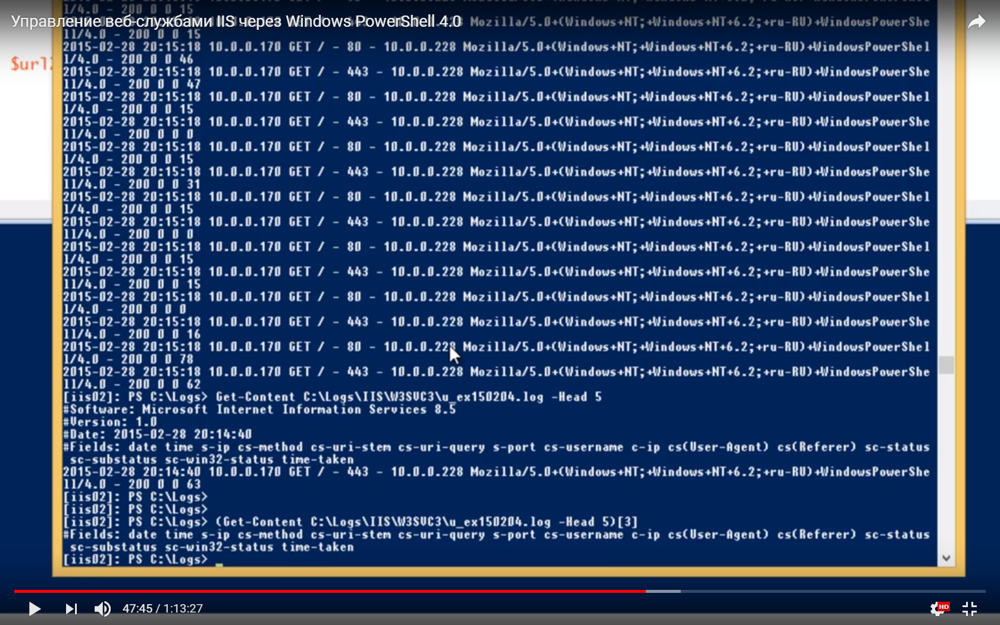 1/4.0 - 200 0 0 15
Управление веб-службами IIS через Windows PowerShell 4.0
Mozilla/5.0+(Windows+NT;+Windows+NT+6.2;+ru-RU)+WindowsPowerShe
ll/4.0 - 200 0 0 15
$url
2015-02-28 20:15:18 10.0.0.170 GET / - 80 - 10.0.0.228 Mozilla/5.0+(Windows+NT;+Windows+NT+6.2;+ru-RU)+WindowsPowerShel
l/4.0 - 200 0 0 46
2015-02-28 20:15:18 10.0.0.170 GET / - 443 - 10.0.0.228 Mozilla/5.0+(Windows+NT;+Windows+NT+6.2;+ru-RU)+WindowsPowerShe
ll/4.0 - 200 0 0 47
2015-02-28 20:15:18 10.0.0.170 GET / - 80 - 10.0.0.228 Mozilla/5.0+(Windows+NT;+Windows+NT+6.2;+ru-RU)+WindowsPowerShel
l/4.0 - 200 0 0 15
2015-02-28 20:15:18 10.0.0.170 GET / - 443 - 10.0.0.228 Mozilla/5.0+(Windows+NT;+Windows+NT+6.2;+ru-RU)+WindowsPowerShe
ll/4.0 - 200 0 0 0
2015-02-28 20:15:18 10.0.0.170 GET / - 80 - 10.0.0.228 Mozilla/5.0+(Windows+NT;+Windows+NT+6.2;+ru-RU)+WindowsPowerShel
l/4.0 - 200 0 0 15
2015-02-28 20:15:18 10.0.0.170 GET / - 443 - 10.0.0.228 Mozilla/5.0+(Windows+NT;+Windows+NT+6.2;+ru-RU)+WindowsPowerShe
ll/4.0 - 200 0 0 31
2015-02-28 20:15:18 10.0.0.170 GET / - 80 - 10.0.0.228 Mozilla/5.0+(Windows+NT;+Windows+NT+6.2;+ru-RU)+WindowsPowerShel
l/4.0 - 200 0 0 15
2015-02-28 20:15:18 10.0.0.170 GET / - 443 - 10.0.0.228 Mozilla/5.0+(Windows+NT;+Windows+NT+6.2;+ru-RU)+WindowsPowerShe
ll/4.0 - 200 0 0 0
2015-02-28 20:15:18 10.0.0.170 GET / - 80 - 10.0.0.228 Mozilla/5.0+(Windows+NT;+Windows+NT+6.2;+ru-RU)+WindowsPowerShel
l/4.0 - 200 0 0 15
2015-02-28 20:15:18 10.0.0.170 GET / - 443 - 10.0.0.228 Mozilla/5.0+(Windows+NT;+Windows+NT+6.2;+ru-RU)+WindowsPowerShe
ll/4.0 - 200 0 0 15
2015-02-28 20:15:18 10.0.0.170 GET / - 80 - 10.0.0.228 Mozilla/5.0+(Windows+NT;+Windows+NT+6.2;+ru-RU)+WindowsPowerShel
l/4.0 - 200 0 0 0
2015-02-28 20:15:18 10.0.0.170 GET / - 443 - 10.0.0.228 Mozilla/5.0+(Windows+NT;+Windows+NT+6.2;+ru-RU)+WindowsPowerShe
ll/4.0 - 200 0 0 16
2015-02-28 20:15:18 10.0.0.170 GET / - 80 - 10.0.0.228 Mozilla/5.0+(Windows+NT;+Windows+NT+6.2;+ru-RU)+WindowsPowerShel
l/4.0 - 200 0 0 78
2015-02-28 20:15:18 10.0.0.170 GET / - 443 - 10.0.0.228 Mozilla/5.0+(Windows+NT;+Windows+NT+6.2;+ru-RU)+WindowsPowerShe
ll/4.0 - 200 0 0 62
[iis02]: PS C:\Logs> Get-Content C:\Logs\IIS\W3SVC3\u_ex150204.log -Head 5
#Software: Microsoft Internet Information Services 8.5
#Version: 1.0
#Date: 2015-02-28 20:14:40
#Fields: date time s-ip cs-method cs-uri-stem cs-uri-query s-port cs-username c-ip cs(User-Agent) cs(Referer) sc-status
sc-substatus sc-win32-status time-taken
2015-02-28 20:14:40 10.0.0.170 GET / - 443 - 10.0.0.228 Mozilla/5.0+(Windows+NT;+Windows+NT+6.2;+ru-RU)+WindowsPowerShe
ll/4.0 - 200 0 0 63
[iis02]: PS C:\Logs>
[iis02]: PS C:\Logs>
[iis02]: PS C:\Logs> (Get-Content C:\Logs\IIS\W3SVC3\u_ex150204.log -Head 5)[3]
#Fields: date time s-ip cs-method cs-uri-stem cs-uri-query s-port cs-username c-ip cs(User-Agent) cs(Referer) sc-status
sc-substatus sc-win32-status time-taken
[iis02]: PS C:\Logs>
47:45 / 1:13:27
HD